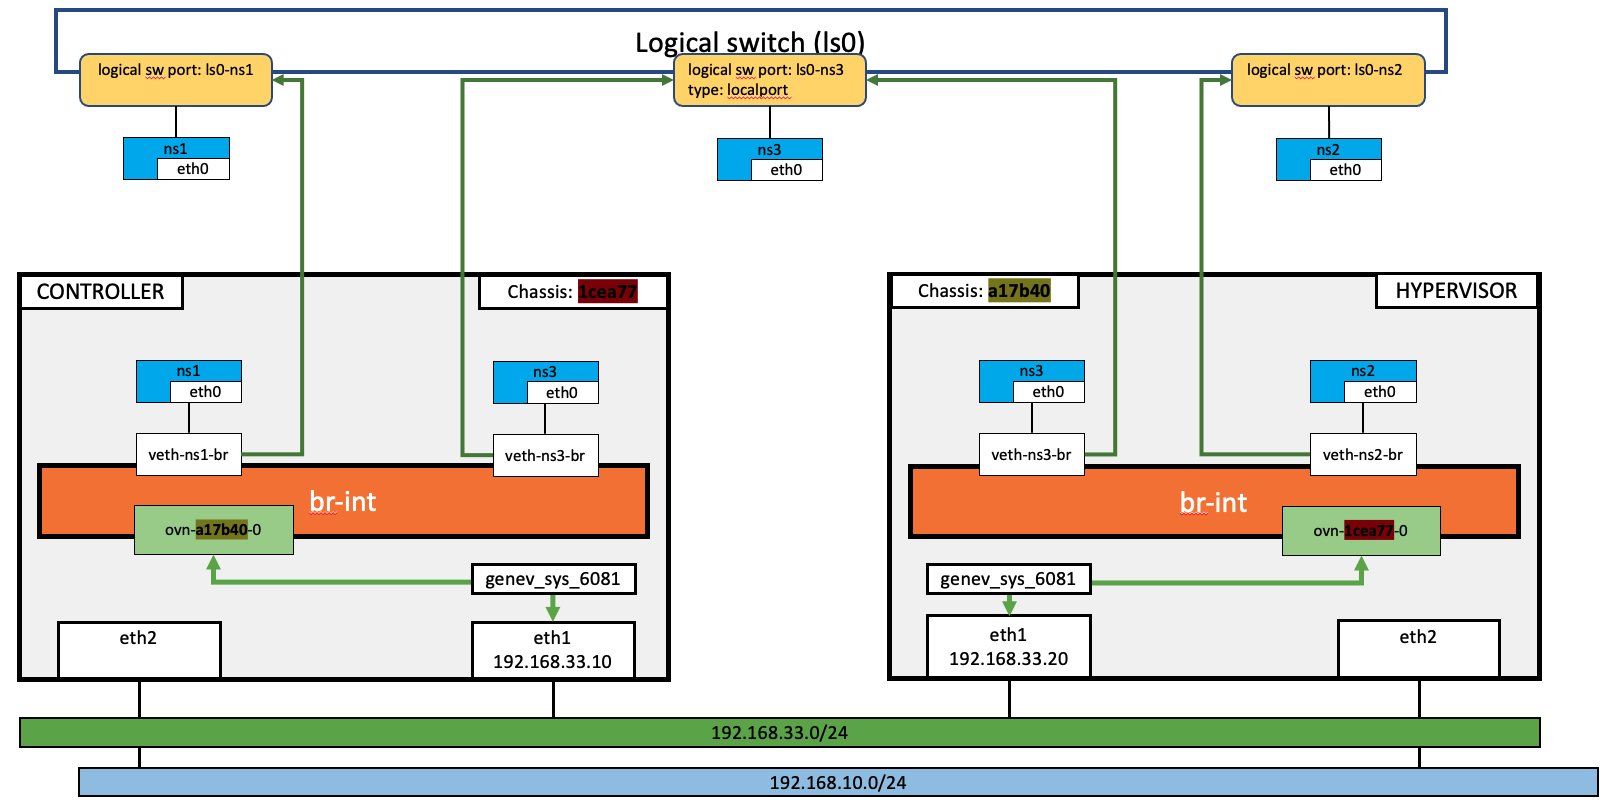 Logical switch (ls0)
logical sw port: ls0-ns1
logical sw port: ls0-ns3
type: localport
logical sw port: ls0-ns2
ns1
eth0
ns3
eth0
ns2
eth0
CONTROLLER
Chassis: 1cea77
Chassis: a17b40
HYPERVISOR
ns1
eth0
ns3
eth0
ns3
eth0
ns2
eth0
veth-ns1-br
veth-ns3-br
veth-ns3-br
veth-ns2-br
br-int
br-int
ovn-a17b40-0
ovn-1cea77-0
genev_sys_6081
genev_sys_6081
eth2
eth1
192.168.33.10
eth1
192.168.33.20
eth2
192.168.33.0/24
192.168.10.0/24